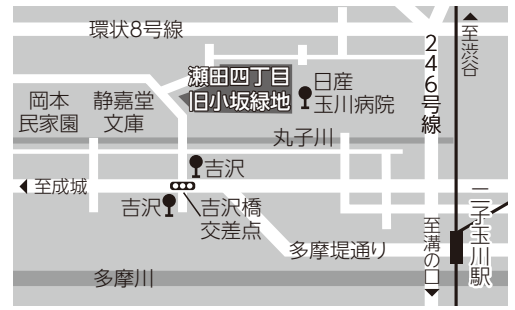 環状8号線
▲至渋谷
246号線
瀬田四丁目
旧小坂緑地
日産
玉川病院
岡本
民家園
静嘉堂
文庫
丸子川
吉沢
◀至成城
吉沢
吉沢橋
交差点
二子玉川駅
至溝の口▼
多摩堤通り
多摩川